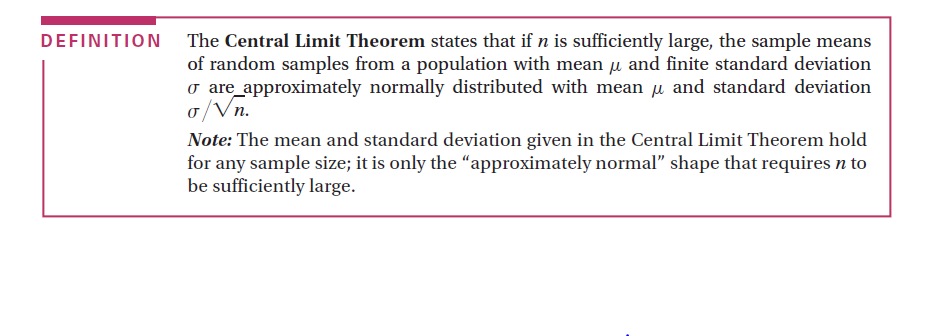 DEFINITION
The Central Limit Theorem states that if n is sufficiently large, the sample means
of random samples from a population with mean μ and finite standard deviation
σ are approximately normally distributed with mean μ and standard deviation
σ/√n.
Note: The mean and standard deviation given in the Central Limit Theorem hold
for any sample size; it is only the “approximately normal” shape that requires n to
be sufficiently large.